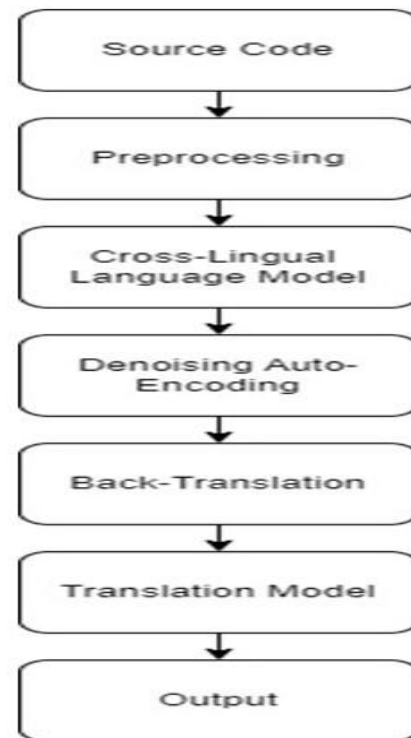 Source Code
Preprocessing
Cross-Lingual
Language Model
Denoising Auto-
Encoding
Back-Translation
Translation Model
Output